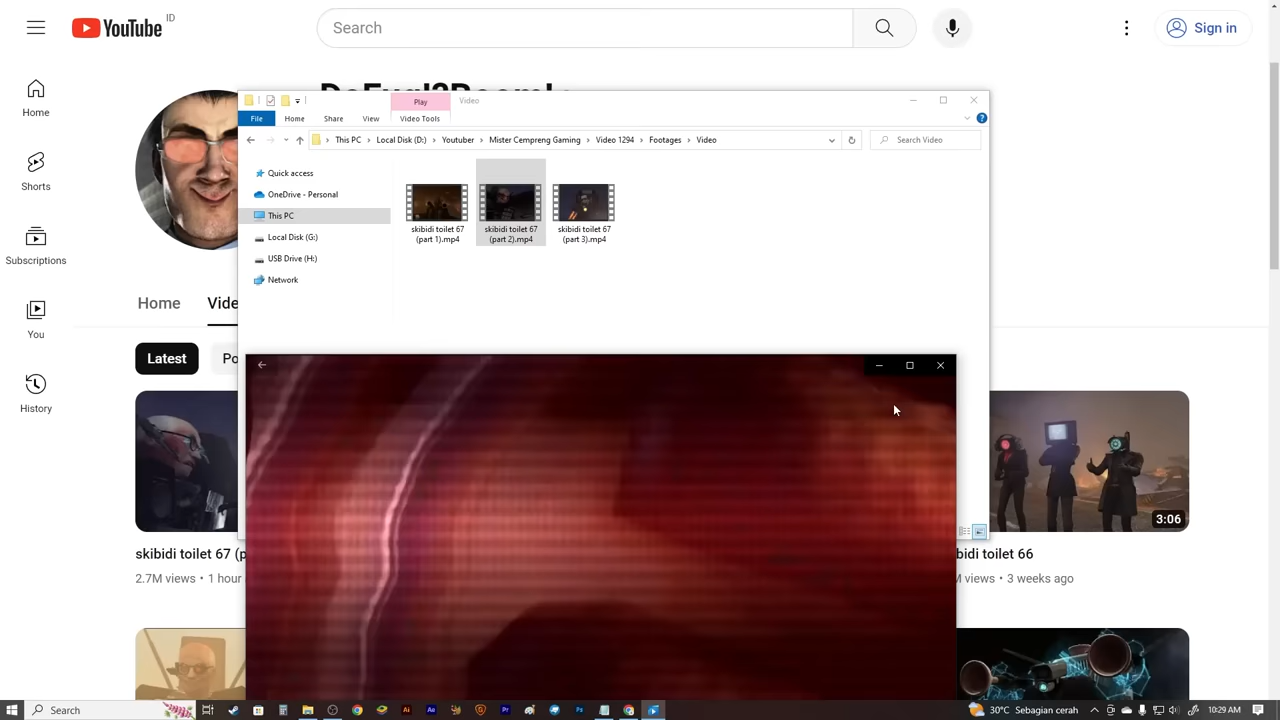 YouTube ID
Search
Sign in
Home
Shorts
Subscriptions
You
History
Play
Video
File
Home
Share
View
Video Tools
This PC
Local Disk (D:)
Youtuber
Mister Cempreng Gaming
Video 1294
Footages
Video
Search Video
Quick access
OneDrive - Personal
This PC
Local Disk (G:)
USB Drive (H:)
Network
skibidi toilet 67
(part 1).mp4
skibidi toilet 67
(part 2).mp4
skibidi toilet 67
(part 3).mp4
Home
Vide
Latest
Po
3:06
skibidi toilet 67 (p
bidi toilet 66
2.7M views • 1 hour
M views • 3 weeks ago
Search
30°C Sebagian cerah
10:29 AM